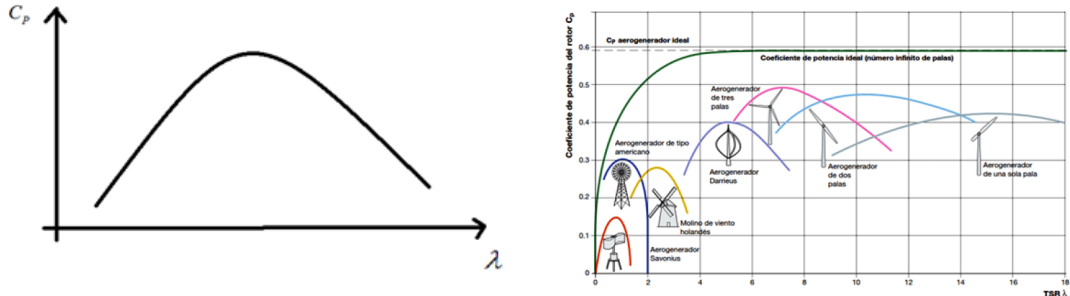 C_P
λ
Coeficiente de potencia del rotor C_P
0.6
0.5
0.4
0.3
0.2
0.1
0
C_P aerogenerador ideal
Coeficiente de potencia ideal (número infinito de palas)
Aerogenerador
de tres
palas
Aerogenerador de tipo
americano
Aerogenerador
Darrieus
Aerogenerador
de dos
palas
Aerogenerador
de una sola pala
Molino de viento
holandés
Aerogenerador
Savonius
0 2 4 6 8 10 12 14 16 18
TSR λ